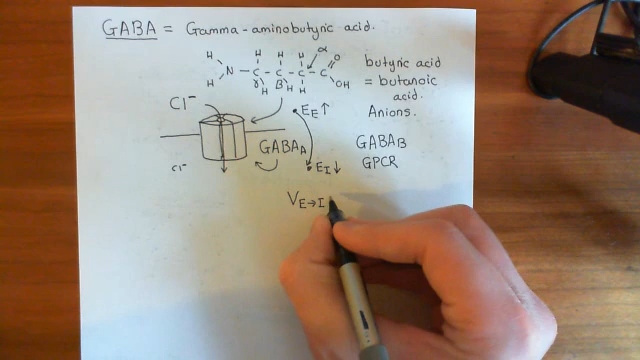 GABA = Gamma-aminobutyric acid.
H H H H α O
N - C - C - C - C
H γ H β H H OH
butyric acid
= butanoic
acid.
Anions.
Cl⁻
E_E ↑
GABA_A
GABA_B
GPCR
Cl⁻
E_I ↓
V_E→I